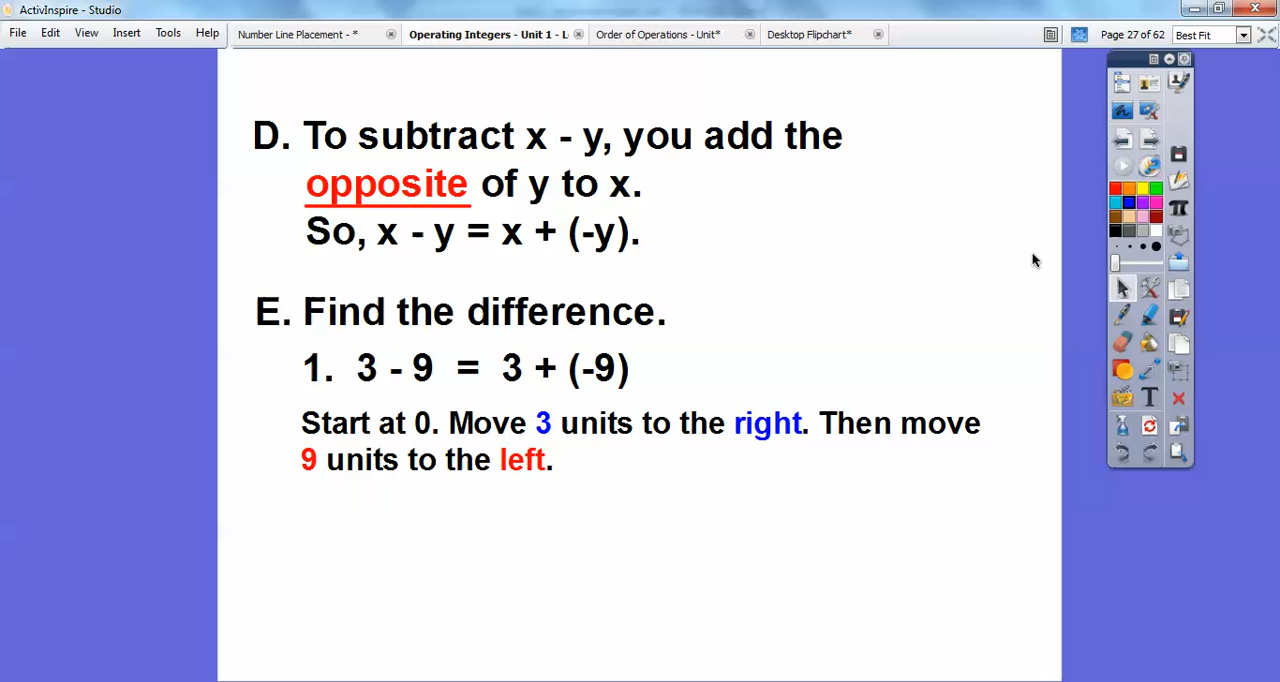 ActivInspire - Studio
File Edit View Insert Tools Help
Number Line Placement - *
Operating Integers - Unit 1 - L
Order of Operations - Unit*
Desktop Flipchart*
Page 27 of 62
Best Fit
D. To subtract x - y, you add the
opposite of y to x.
So, x - y = x + (-y).
E. Find the difference.
1. 3 - 9 = 3 + (-9)
Start at 0. Move 3 units to the right. Then move
9 units to the left.